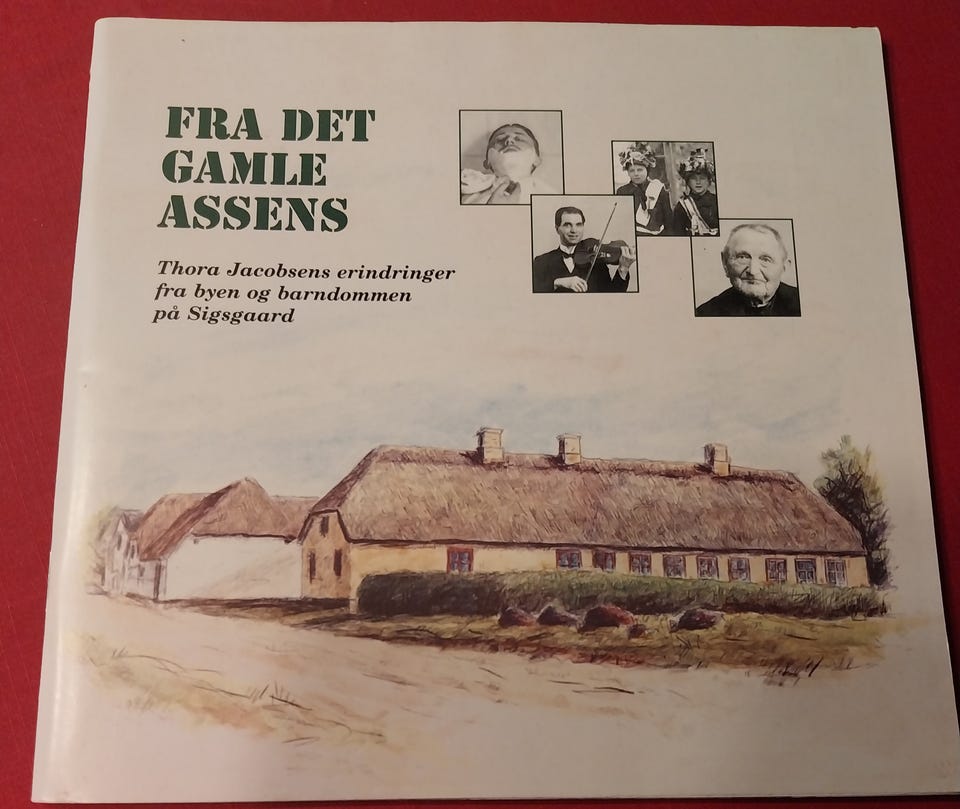 FRA DET
GAMLE
ASSENS
Thora Jacobsens erindringer
fra byen og barndommen
på Sigsgaard